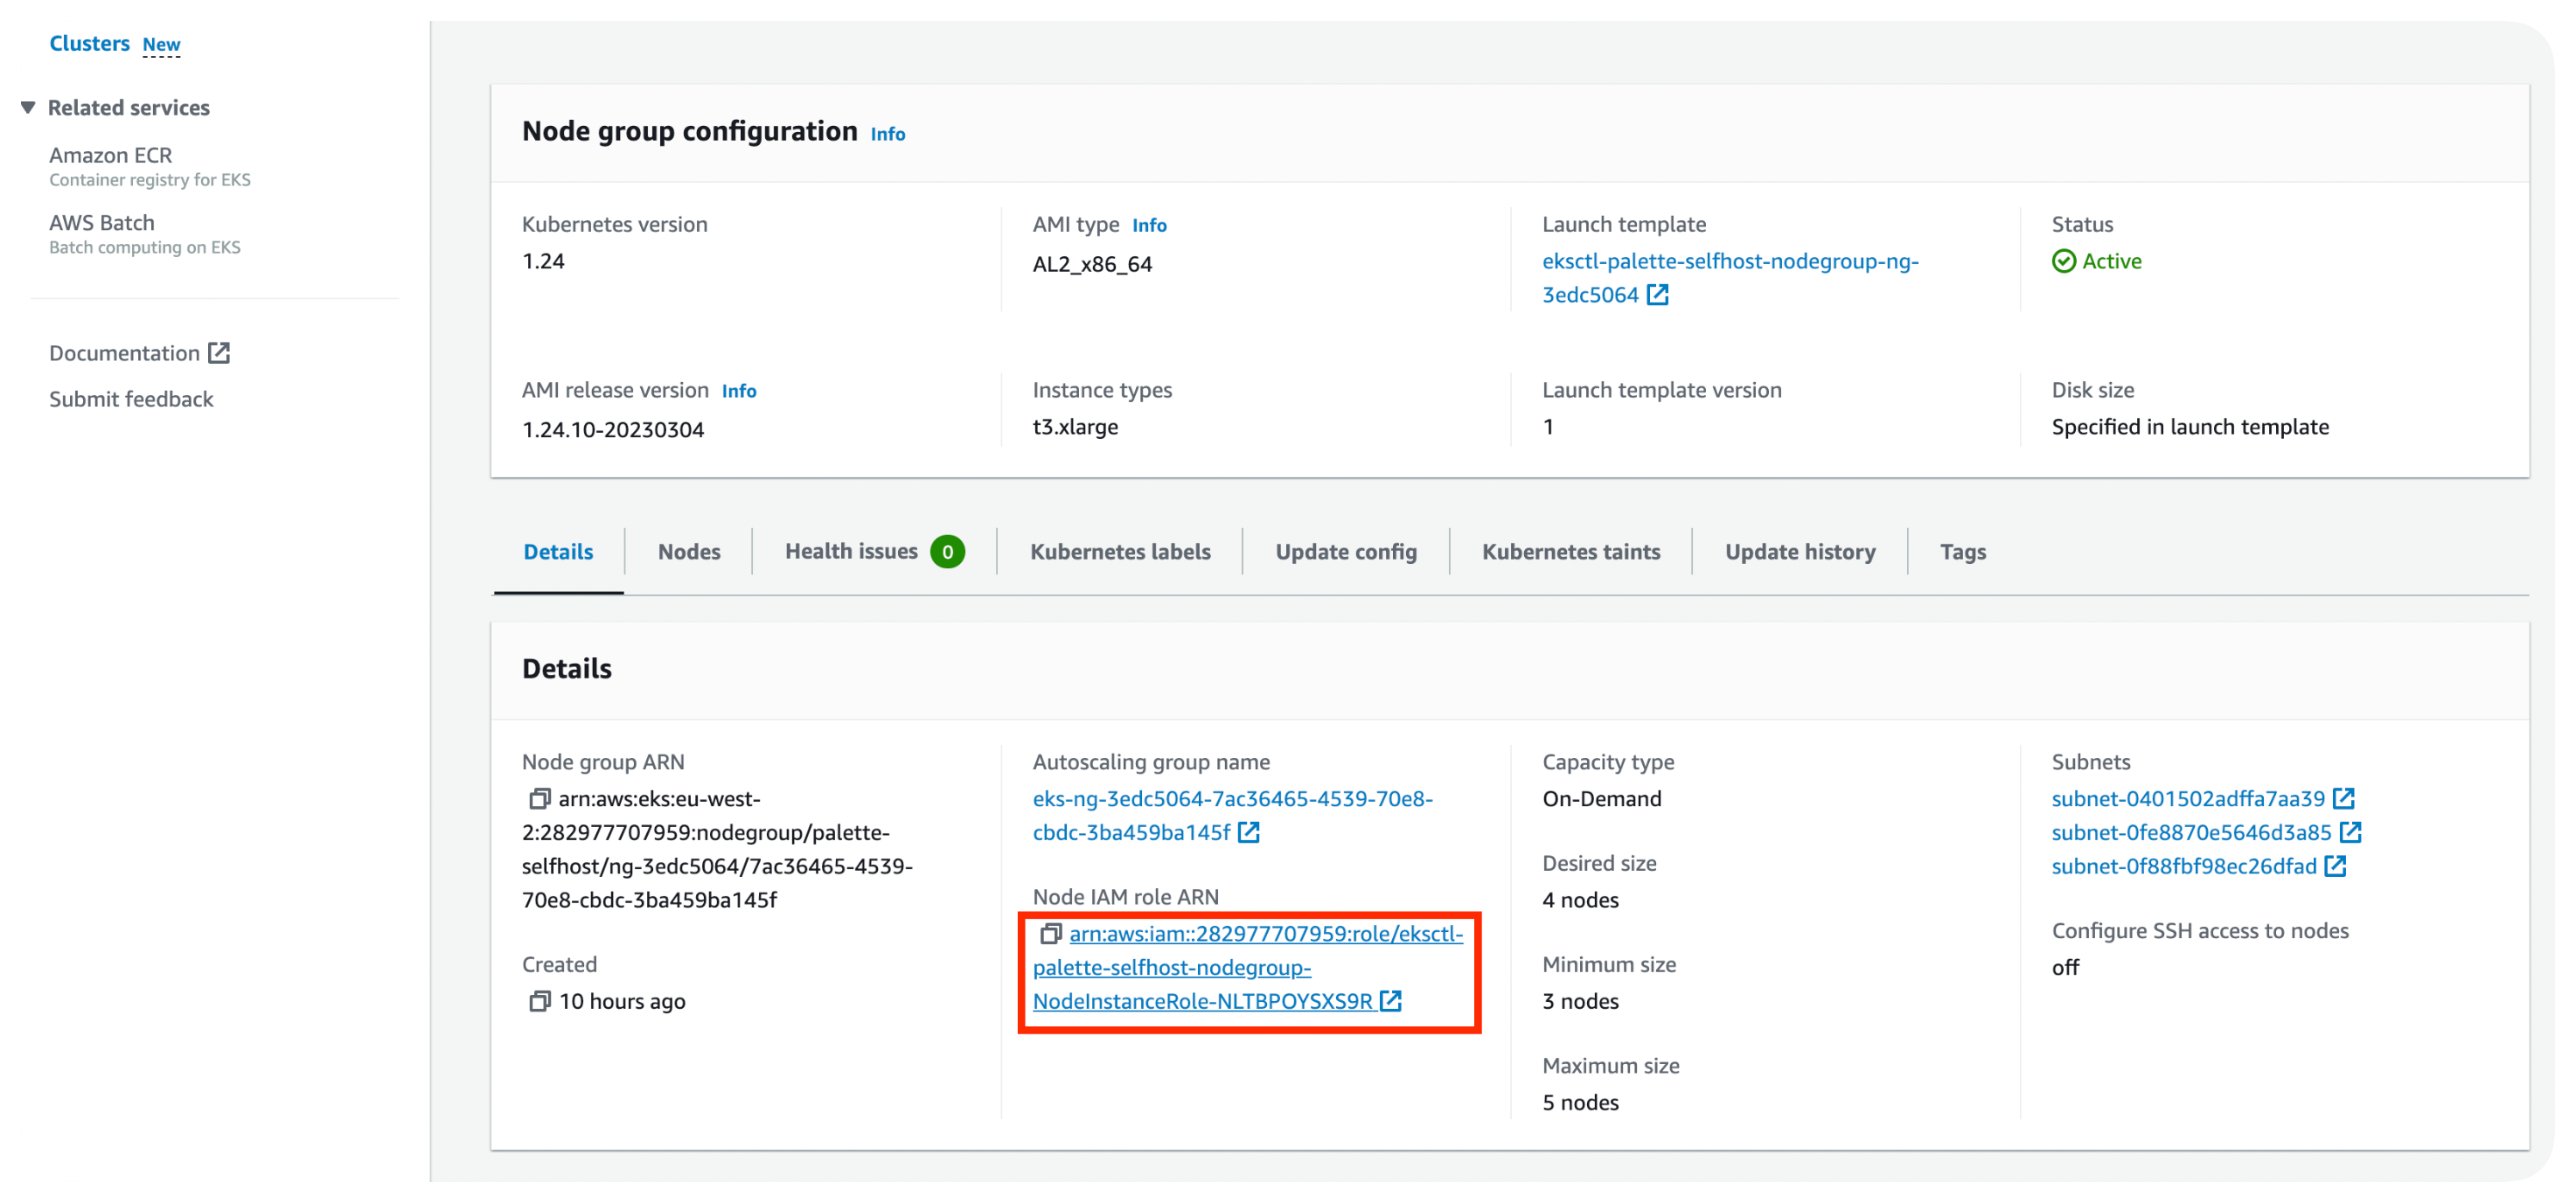 Clusters New
Related services
Amazon ECR
Container registry for EKS
AWS Batch
Batch computing on EKS
Documentation
Submit feedback
Node group configuration Info
Kubernetes version
1.24
AMI type Info
AL2_x86_64
Launch template
eksctl-palette-selfhost-nodegroup-ng-
3edc5064
Status
Active
AMI release version Info
1.24.10-20230304
Instance types
t3.xlarge
Launch template version
1
Disk size
Specified in launch template
Details
Nodes
Health issues 0
Kubernetes labels
Update config
Kubernetes taints
Update history
Tags
Details
Node group ARN
arn:aws:eks:eu-west-
2:282977707959:nodegroup/palette-
selfhost/ng-3edc5064/7ac36465-4539-
70e8-cbdc-3ba459ba145f
Created
10 hours ago
Autoscaling group name
eks-ng-3edc5064-7ac36465-4539-70e8-
cbdc-3ba459ba145f
Node IAM role ARN
arn:aws:iam::282977707959:role/eksctl-
palette-selfhost-nodegroup-
NodeInstanceRole-NLTBPOYSXS9R
Capacity type
On-Demand
Desired size
4 nodes
Minimum size
3 nodes
Maximum size
5 nodes
Subnets
subnet-0401502adffa7aa39
subnet-0fe8870e5646d3a85
subnet-0f88fbf98ec26dfad
Configure SSH access to nodes
off